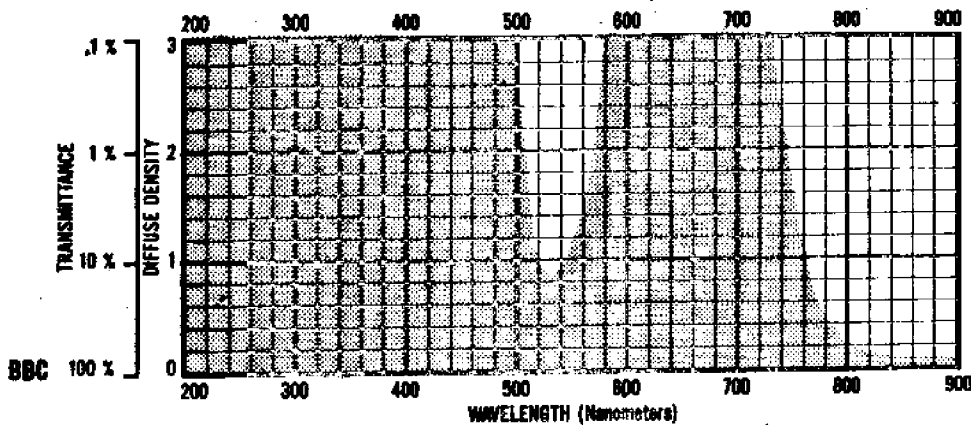 200 300 400 500 600 700 800 900
.1 % 3
1 % 2
10 % 1
BBC 100 % 0
TRANSMITTANCE
DIFFUSE DENSITY
200 300 400 500 600 700 800 900
WAVELENGTH (Nanometers)